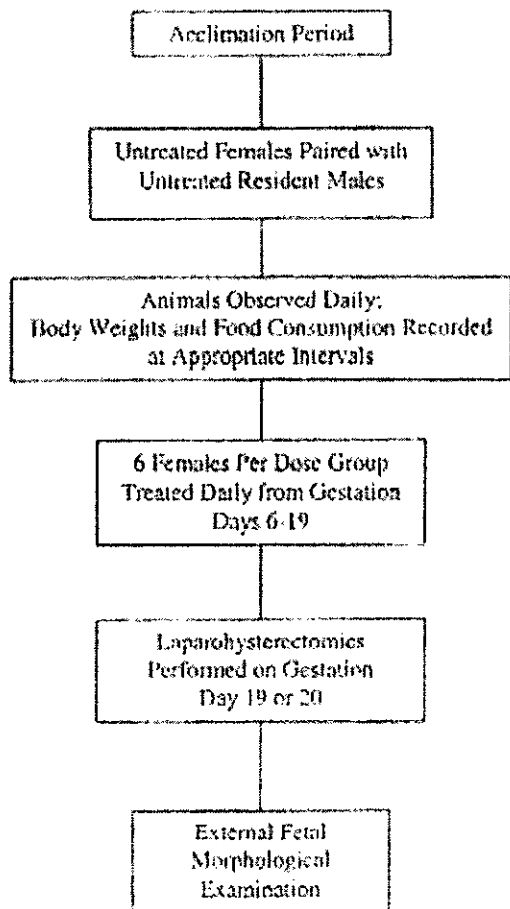 Acclimation Period
Untreated Females Paired with
Untreated Resident Males
Animals Observed Daily;
Body Weights and Food Consumption Recorded
at Appropriate Intervals
6 Females Per Dose Group
Treated Daily from Gestation
Days 6-19
Laparohysterectomies
Performed on Gestation
Day 19 or 20
External Fetal
Morphological
Examination